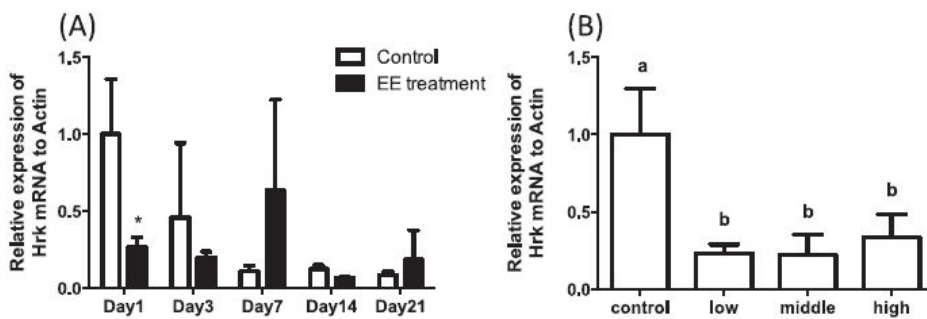 (A)
Relative expression of
Hrk mRNA to Actin
1.5
1.0
0.5
0.0
Control
EE treatment
*
Day1 Day3 Day7 Day14 Day21
(B)
Relative expression of
Hrk mRNA to Actin
1.5
1.0
0.5
0.0
a
b
b
b
control low middle high